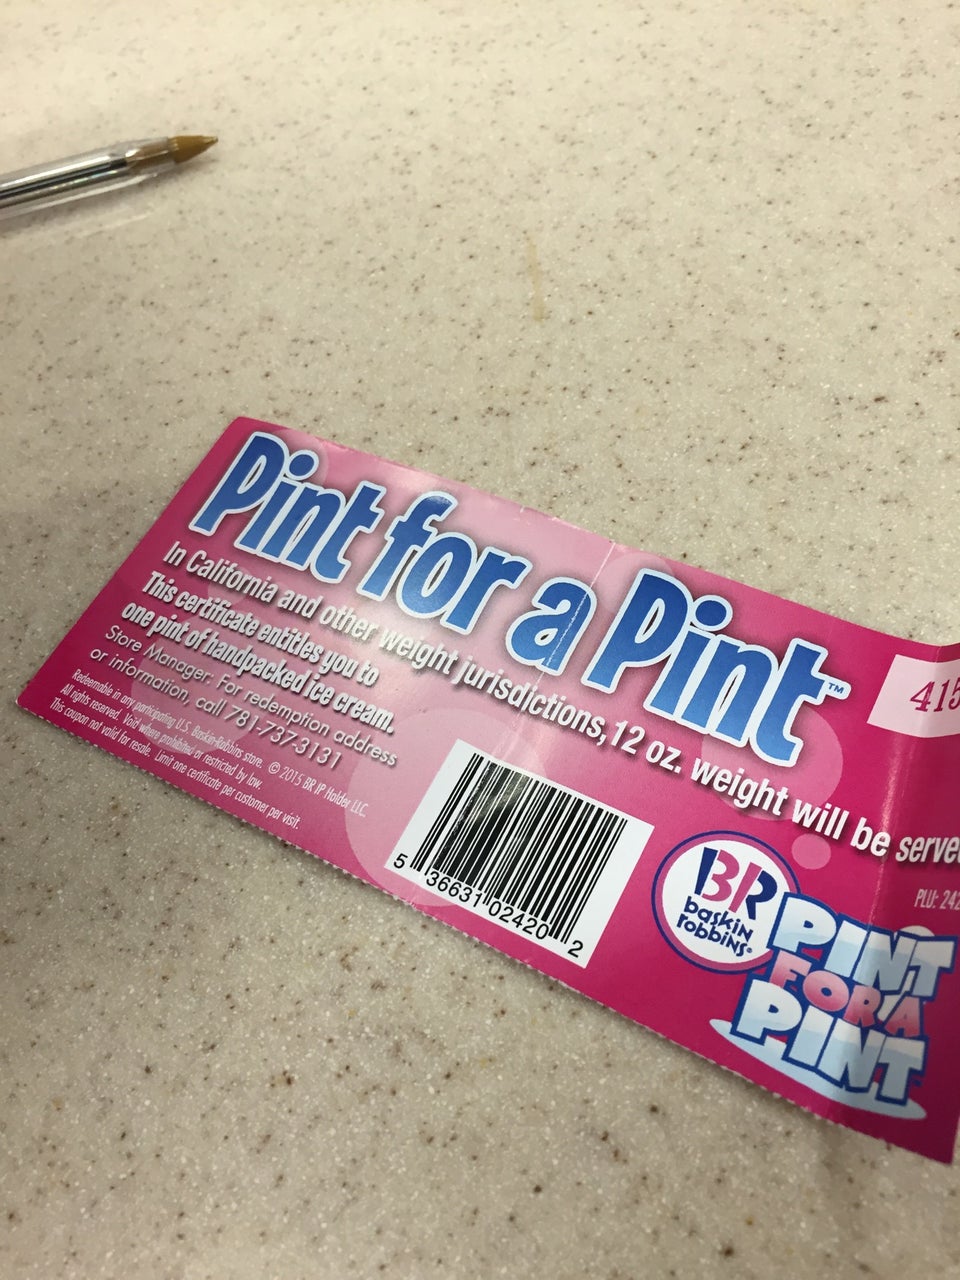 Pint for a Pint™
In California and other weight jurisdictions, 12 oz. weight will be
This certificate entitles you to
one pint of handpacked ice cream.
Store Manager: For redemption address
or information, call 781-737-3131
Redeemable in any participating U.S. Baskin-Robbins store. © 2015 BR IP Holder LLC.
All rights reserved. Void where prohibited or restricted by law.
This coupon not valid for resale. Limit one certificate per customer per visit.
5 36631 02420 2
BR
baskin
robbins
PINT
FOR A
PINT
PLU: